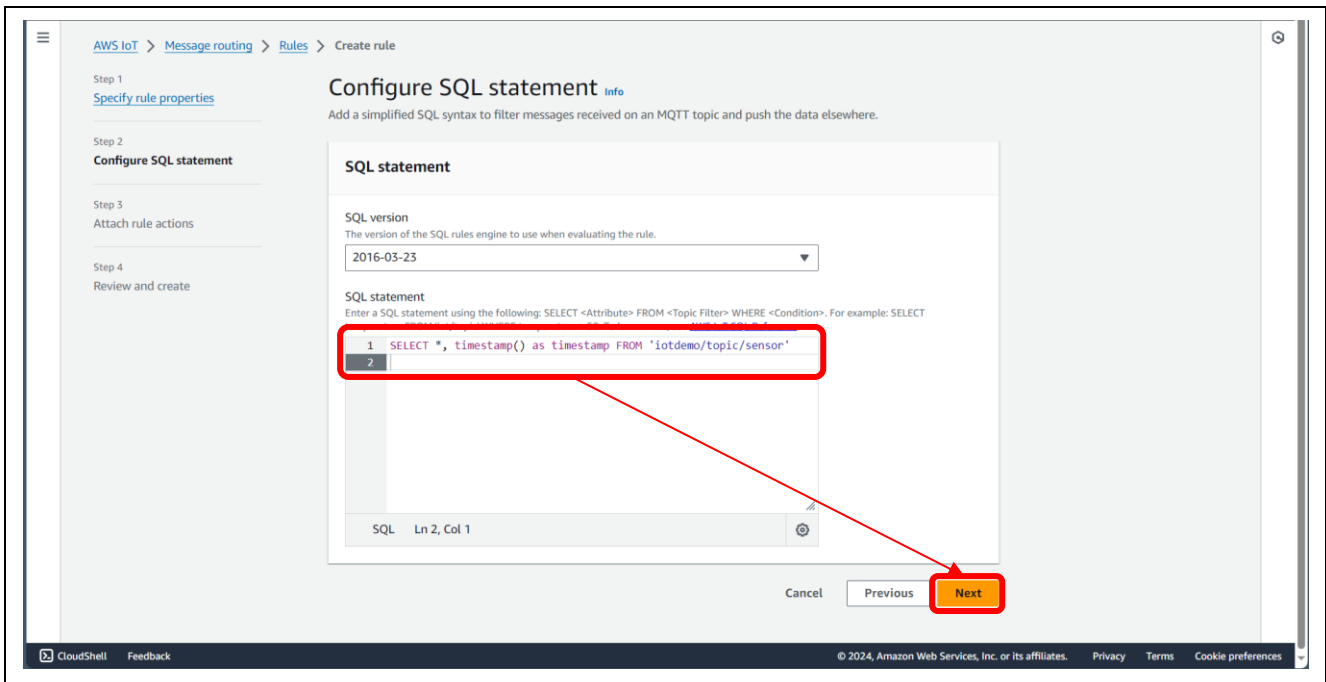 AWS IoT > Message routing > Rules > Create rule
Step 1
Specify rule properties
Step 2
Configure SQL statement
Step 3
Attach rule actions
Step 4
Review and create
Configure SQL statement Info
Add a simplified SQL syntax to filter messages received on an MQTT topic and push the data elsewhere.
SQL statement
SQL version
The version of the SQL rules engine to use when evaluating the rule.
2016-03-23
SQL statement
Enter a SQL statement using the following: SELECT <Attribute> FROM <Topic Filter> WHERE <Condition>. For example: SELECT
1 SELECT *, timestamp() as timestamp FROM 'iotdemo/topic/sensor'
2
SQL Ln 2, Col 1
Cancel Previous Next
CloudShell Feedback © 2024, Amazon Web Services, Inc. or its affiliates. Privacy Terms Cookie preferences